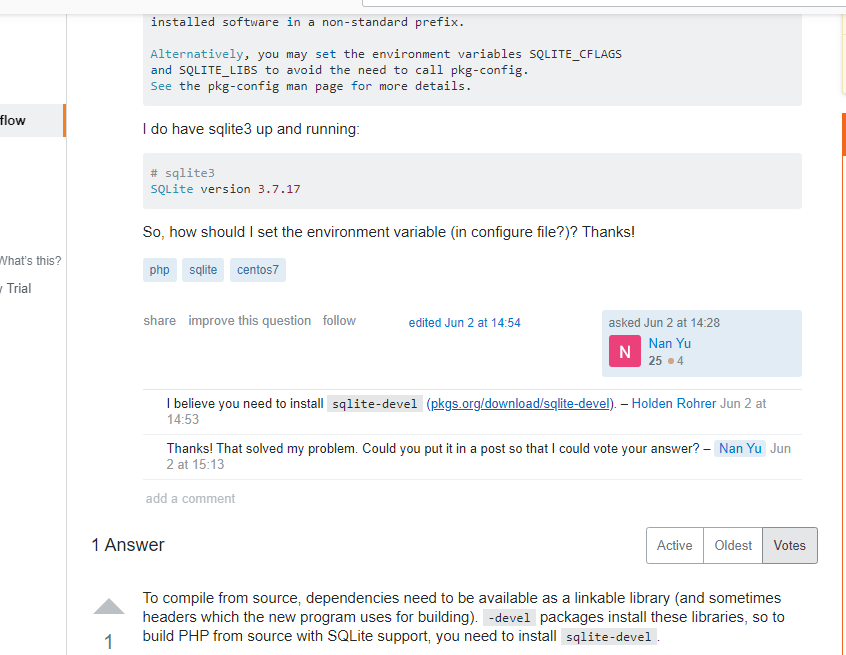 installed software in a non-standard prefix.
Alternatively, you may set the environment variables SQLITE_CFLAGS
and SQLITE_LIBS to avoid the need to call pkg-config.
See the pkg-config man page for more details.
flow
I do have sqlite3 up and running:
# sqlite3
SQLite version 3.7.17
So, how should I set the environment variable (in configure file?)? Thanks!
What's this?
php sqlite centos7
Trial
share improve this question follow
edited Jun 2 at 14:54
asked Jun 2 at 14:28
N
Nan Yu
25 4
I believe you need to install sqlite-devel (pkgs.org/download/sqlite-devel). – Holden Rohrer Jun 2 at
14:53
Thanks! That solved my problem. Could you put it in a post so that I could vote your answer? – Nan Yu Jun
2 at 15:13
add a comment
1 Answer
Active Oldest Votes
To compile from source, dependencies need to be available as a linkable library (and sometimes
headers which the new program uses for building). -devel packages install these libraries, so to
build PHP from source with SQLite support, you need to install sqlite-devel.
1